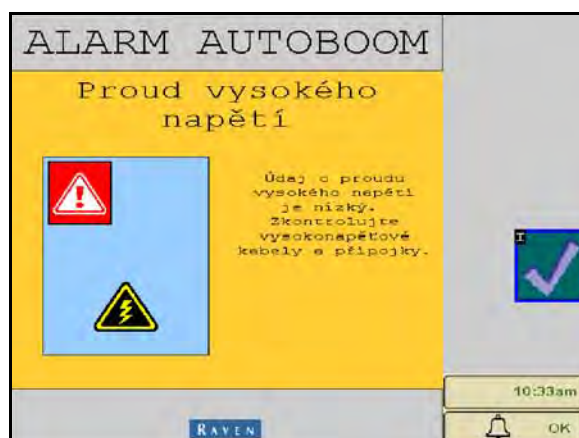 ALARM AUTOBOOM
Proud vysokého
napětí
Údaj o proudu
vysokého napětí
je nízký.
Zkontrolujte
vysokonapěťové
kabely a přípojky.
I
10:33am
RAVEN
OK